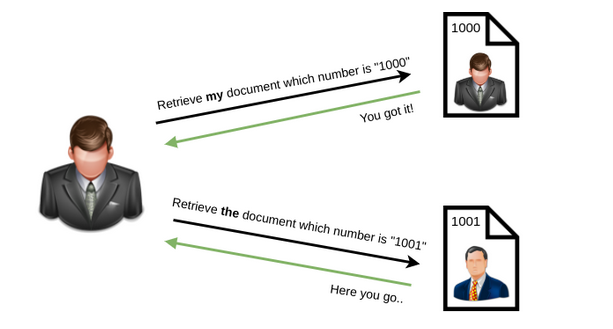 1000
Retrieve my document which number is "1000"
You got it!
Retrieve the document which number is "1001"
1001
Here you go..